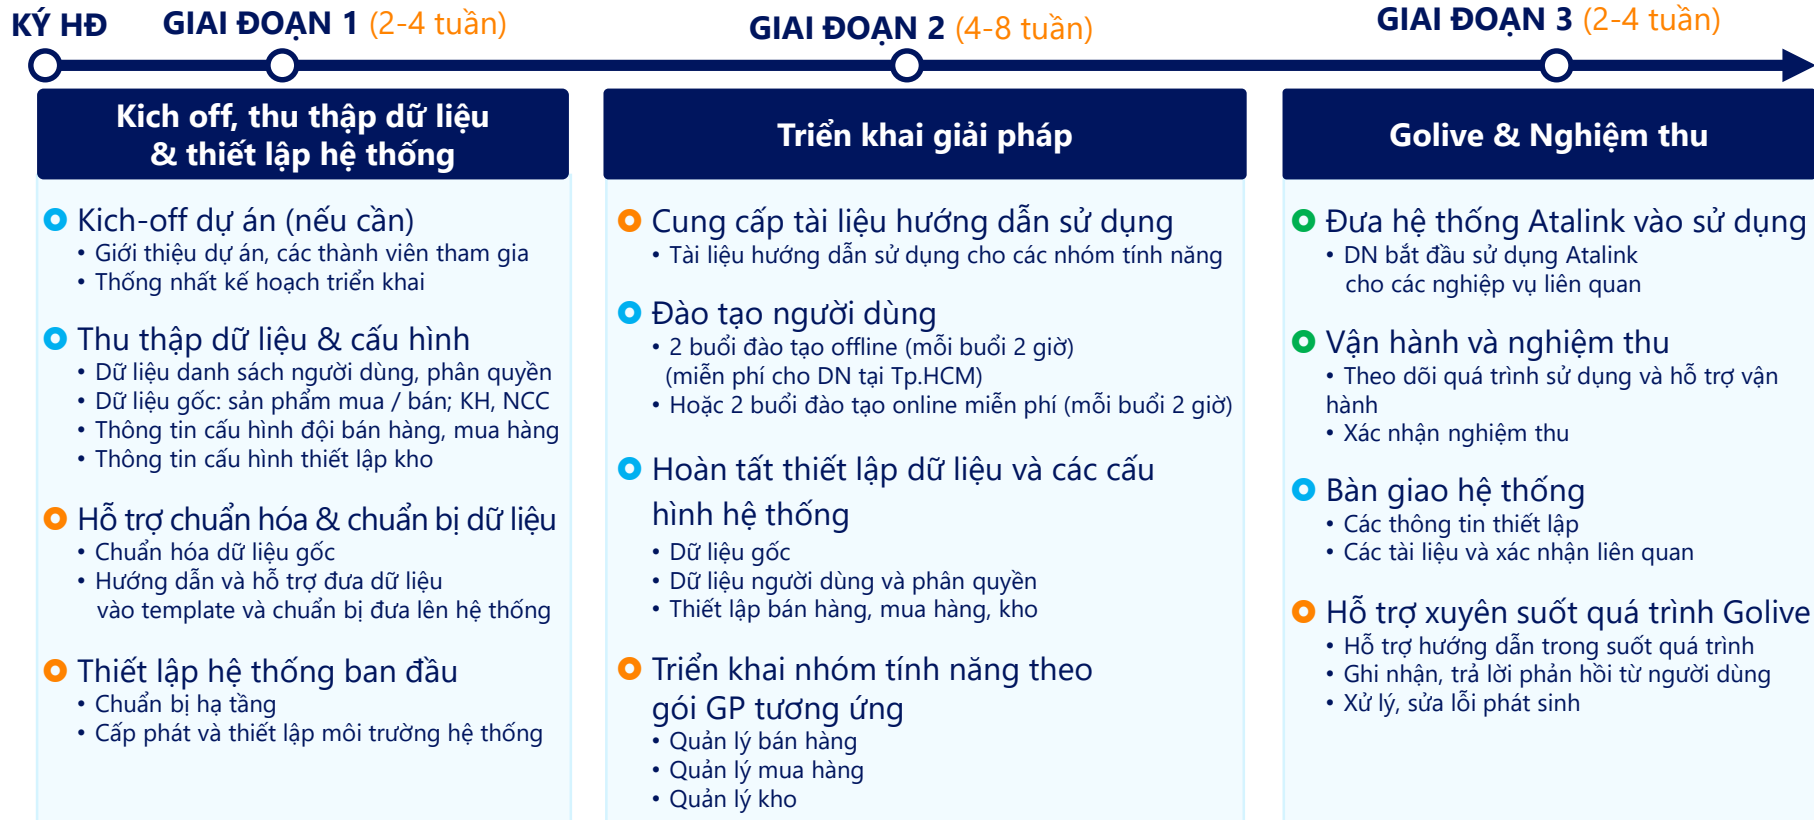 KÝ HĐ
GIAI ĐOẠN 1 (2-4 tuần)
GIAI ĐOẠN 2 (4-8 tuần)
GIAI ĐOẠN 3 (2-4 tuần)
Kich off, thu thập dữ liệu
& thiết lập hệ thống
Kich-off dự án (nếu cần)
• Giới thiệu dự án, các thành viên tham gia
• Thống nhất kế hoạch triển khai
Thu thập dữ liệu & cấu hình
• Dữ liệu danh sách người dùng, phân quyền
• Dữ liệu gốc: sản phẩm mua / bán; KH, NCC
• Thông tin cấu hình đội bán hàng, mua hàng
• Thông tin cấu hình thiết lập kho
Hỗ trợ chuẩn hóa & chuẩn bị dữ liệu
• Chuẩn hóa dữ liệu gốc
• Hướng dẫn và hỗ trợ đưa dữ liệu
vào template và chuẩn bị đưa lên hệ thống
Thiết lập hệ thống ban đầu
• Chuẩn bị hạ tầng
• Cấp phát và thiết lập môi trường hệ thống
Triển khai giải pháp
Cung cấp tài liệu hướng dẫn sử dụng
• Tài liệu hướng dẫn sử dụng cho các nhóm tính năng
Đào tạo người dùng
• 2 buổi đào tạo offline (mỗi buổi 2 giờ)
(miễn phí cho DN tại Tp.HCM)
• Hoặc 2 buổi đào tạo online miễn phí (mỗi buổi 2 giờ)
Hoàn tất thiết lập dữ liệu và các cấu
hình hệ thống
• Dữ liệu gốc
• Dữ liệu người dùng và phân quyền
• Thiết lập bán hàng, mua hàng, kho
Triển khai nhóm tính năng theo
gói GP tương ứng
• Quản lý bán hàng
• Quản lý mua hàng
• Quản lý kho
Golive & Nghiệm thu
Đưa hệ thống Atalink vào sử dụng
• DN bắt đầu sử dụng Atalink
cho các nghiệp vụ liên quan
Vận hành và nghiệm thu
• Theo dõi quá trình sử dụng và hỗ trợ vận
hành
• Xác nhận nghiệm thu
Bàn giao hệ thống
• Các thông tin thiết lập
• Các tài liệu và xác nhận liên quan
Hỗ trợ xuyên suốt quá trình Golive
• Hỗ trợ hướng dẫn trong suốt quá trình
• Ghi nhận, trả lời phản hồi từ người dùng
• Xử lý, sửa lỗi phát sinh